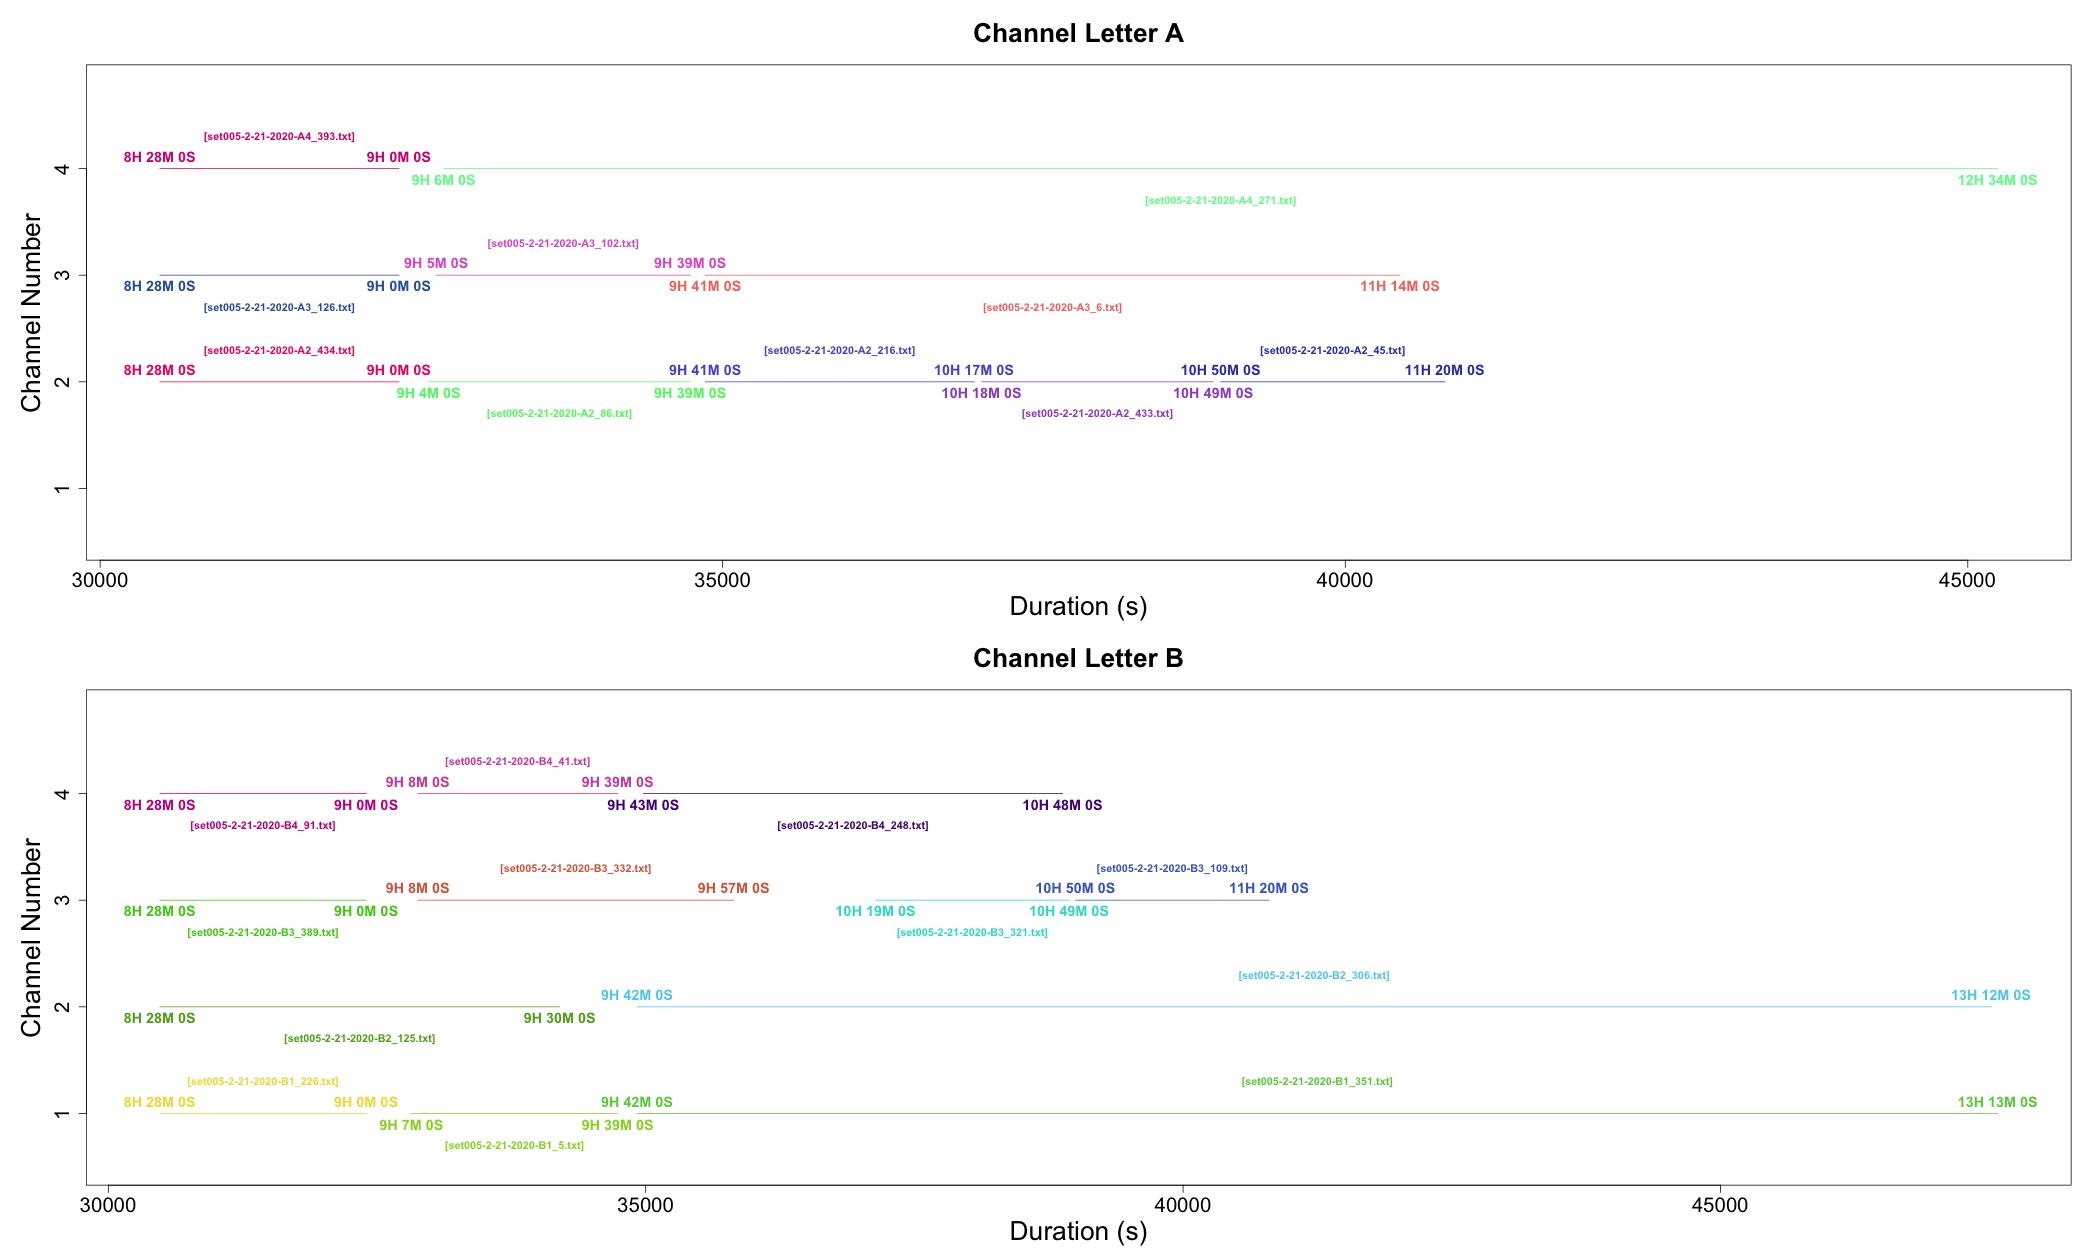 Channel Letter A
[set005-2-21-2020-A4_393.txt]
8H 28M 0S 9H 0M 0S
4
9H 6M 0S 12H 34M 0S
[set005-2-21-2020-A4_271.txt]
[set005-2-21-2020-A3_102.txt]
9H 5M 0S 9H 39M 0S
3
8H 28M 0S 9H 0M 0S 9H 41M 0S 11H 14M 0S
[set005-2-21-2020-A3_126.txt] [set005-2-21-2020-A3_6.txt]
Channel Number
[set005-2-21-2020-A2_434.txt] [set005-2-21-2020-A2_216.txt] [set005-2-21-2020-A2_45.txt]
8H 28M 0S 9H 0M 0S 9H 41M 0S 10H 17M 0S 10H 50M 0S 11H 20M 0S
2
9H 4M 0S 9H 39M 0S 10H 18M 0S 10H 49M 0S
[set005-2-21-2020-A2_86.txt] [set005-2-21-2020-A2_433.txt]
1
30000 35000 40000 45000
Duration (s)
Channel Letter B
[set005-2-21-2020-B4_41.txt]
9H 8M 0S 9H 39M 0S
4
8H 28M 0S 9H 0M 0S 9H 43M 0S 10H 48M 0S
[set005-2-21-2020-B4_91.txt] [set005-2-21-2020-B4_248.txt]
[set005-2-21-2020-B3_332.txt] [set005-2-21-2020-B3_109.txt]
9H 8M 0S 9H 57M 0S 10H 50M 0S 11H 20M 0S
3
8H 28M 0S 9H 0M 0S 10H 19M 0S 10H 49M 0S
[set005-2-21-2020-B3_389.txt] [set005-2-21-2020-B3_321.txt]
Channel Number
[set005-2-21-2020-B2_306.txt]
9H 42M 0S 13H 12M 0S
2
8H 28M 0S 9H 30M 0S
[set005-2-21-2020-B2_125.txt]
[set005-2-21-2020-B1_226.txt] [set005-2-21-2020-B1_351.txt]
8H 28M 0S 9H 0M 0S 9H 42M 0S 13H 13M 0S
1
9H 7M 0S 9H 39M 0S
[set005-2-21-2020-B1_5.txt]
30000 35000 40000 45000
Duration (s)